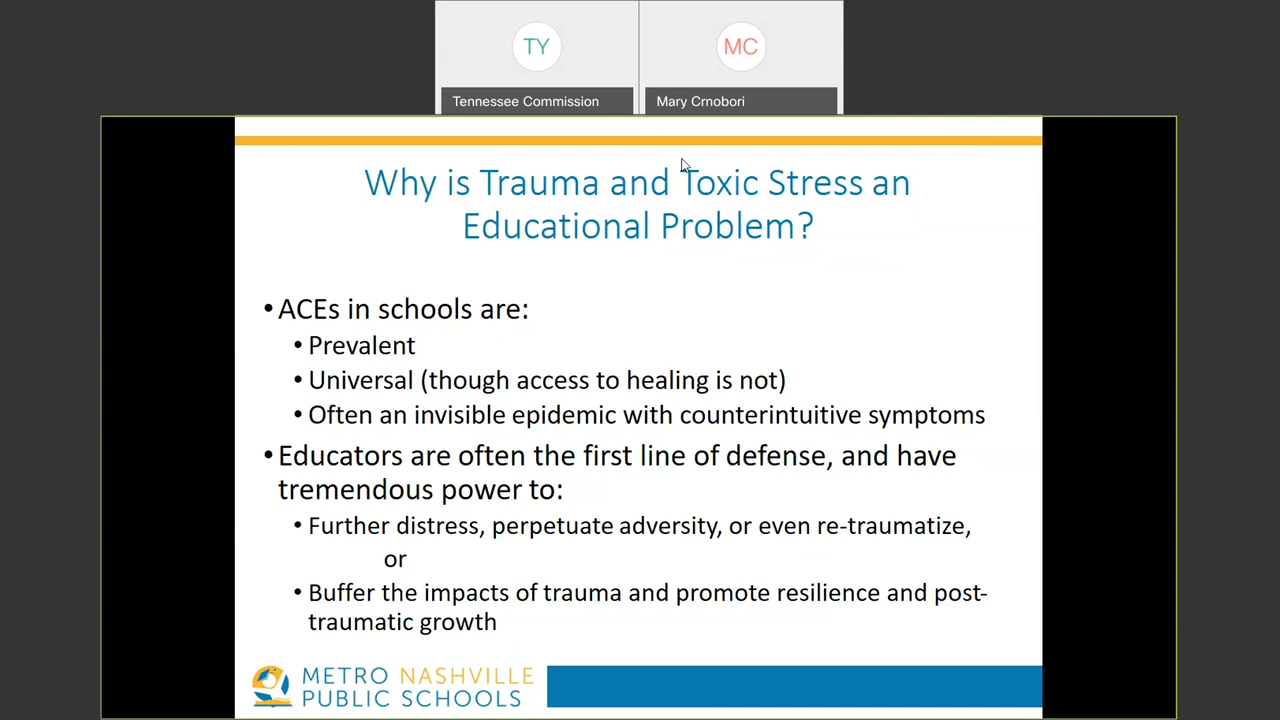 TY
MC
Tennessee Commission
Mary Crnobori
Why is Trauma and Toxic Stress an
Educational Problem?
• ACEs in schools are:
• Prevalent
• Universal (though access to healing is not)
• Often an invisible epidemic with counterintuitive symptoms
• Educators are often the first line of defense, and have
tremendous power to:
• Further distress, perpetuate adversity, or even re-traumatize,
or
• Buffer the impacts of trauma and promote resilience and post-
traumatic growth
METRO NASHVILLE
PUBLIC SCHOOLS